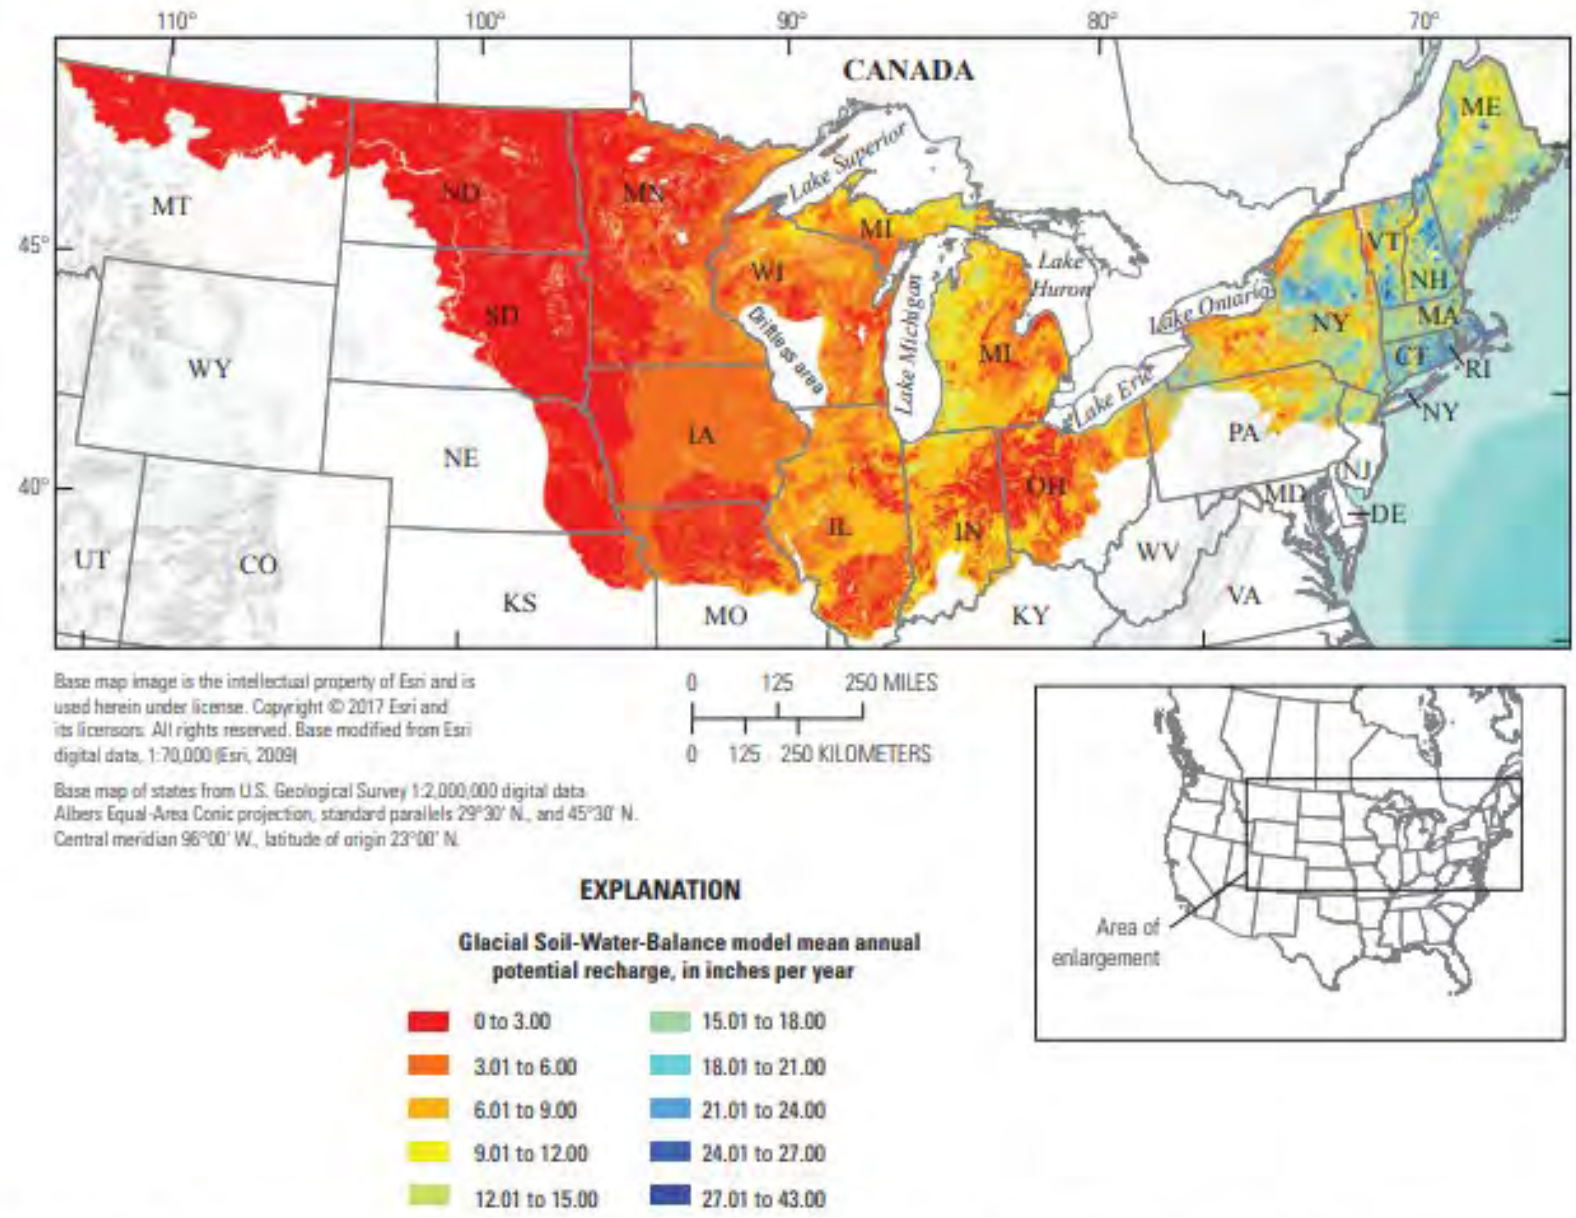 110° 100° 90° 80° 70°
CANADA
ME
Lake Superior
MT
ND
MN
45°
MI
VT
WI
Lake
Huron
NH
Lake Michigan
Lake Ontario
SD
Driftless area
NY
MA
MI
CT
WY
RI
Lake Erie
NY
IA
PA
NE
NJ
40°
OH
MD
DE
IL
IN
WV
UT
CO
VA
KS
MO
KY
Base map image is the intellectual property of Esri and is
used herein under license. Copyright © 2017 Esri and
its licensors. All rights reserved. Base modified from Esri
digital data, 1:70,000 (Esri, 2009)
Base map of states from U.S. Geological Survey 1:2,000,000 digital data
Albers Equal-Area Conic projection, standard parallels 29°30' N., and 45°30' N.
Central meridian 96°00' W., latitude of origin 23°00' N.
0 125 250 MILES
0 125 250 KILOMETERS
Area of
enlargement
EXPLANATION
Glacial Soil-Water-Balance model mean annual
potential recharge, in inches per year
0 to 3.00
3.01 to 6.00
6.01 to 9.00
9.01 to 12.00
12.01 to 15.00
15.01 to 18.00
18.01 to 21.00
21.01 to 24.00
24.01 to 27.00
27.01 to 43.00